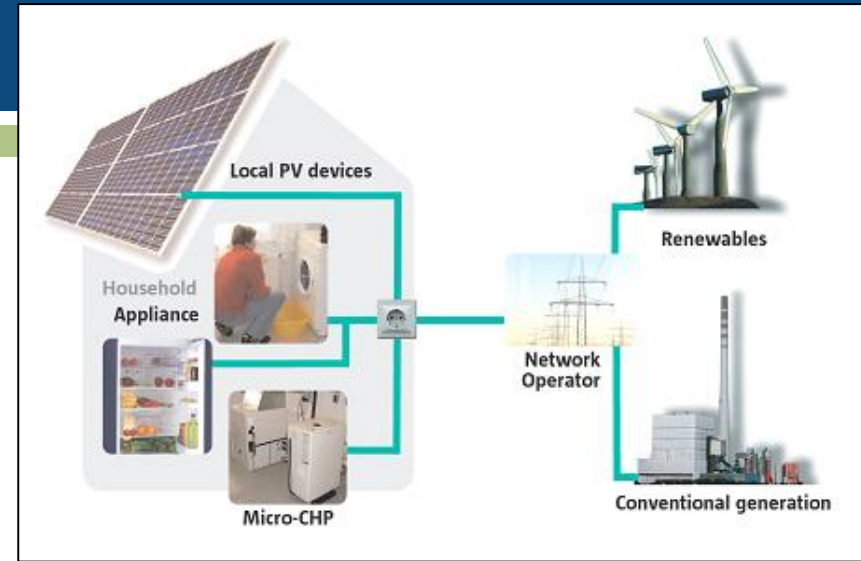 Local PV devices
Household
Appliance
Micro-CHP
Network
Operator
Renewables
Conventional generation